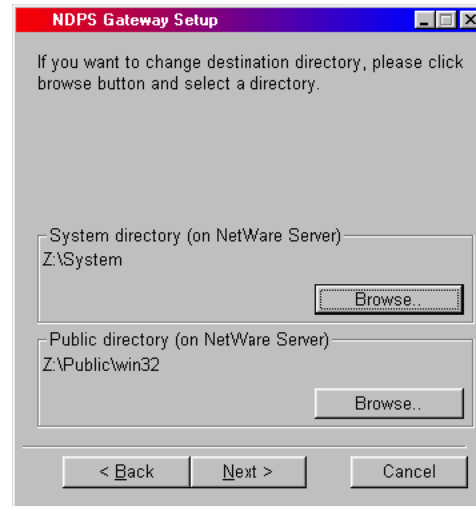 NDPS Gateway Setup
If you want to change destination directory, please click
browse button and select a directory.
System directory (on NetWare Server)
Z:\System
Browse..
Public directory (on NetWare Server)
Z:\Public\win32
Browse..
< Back
Next >
Cancel